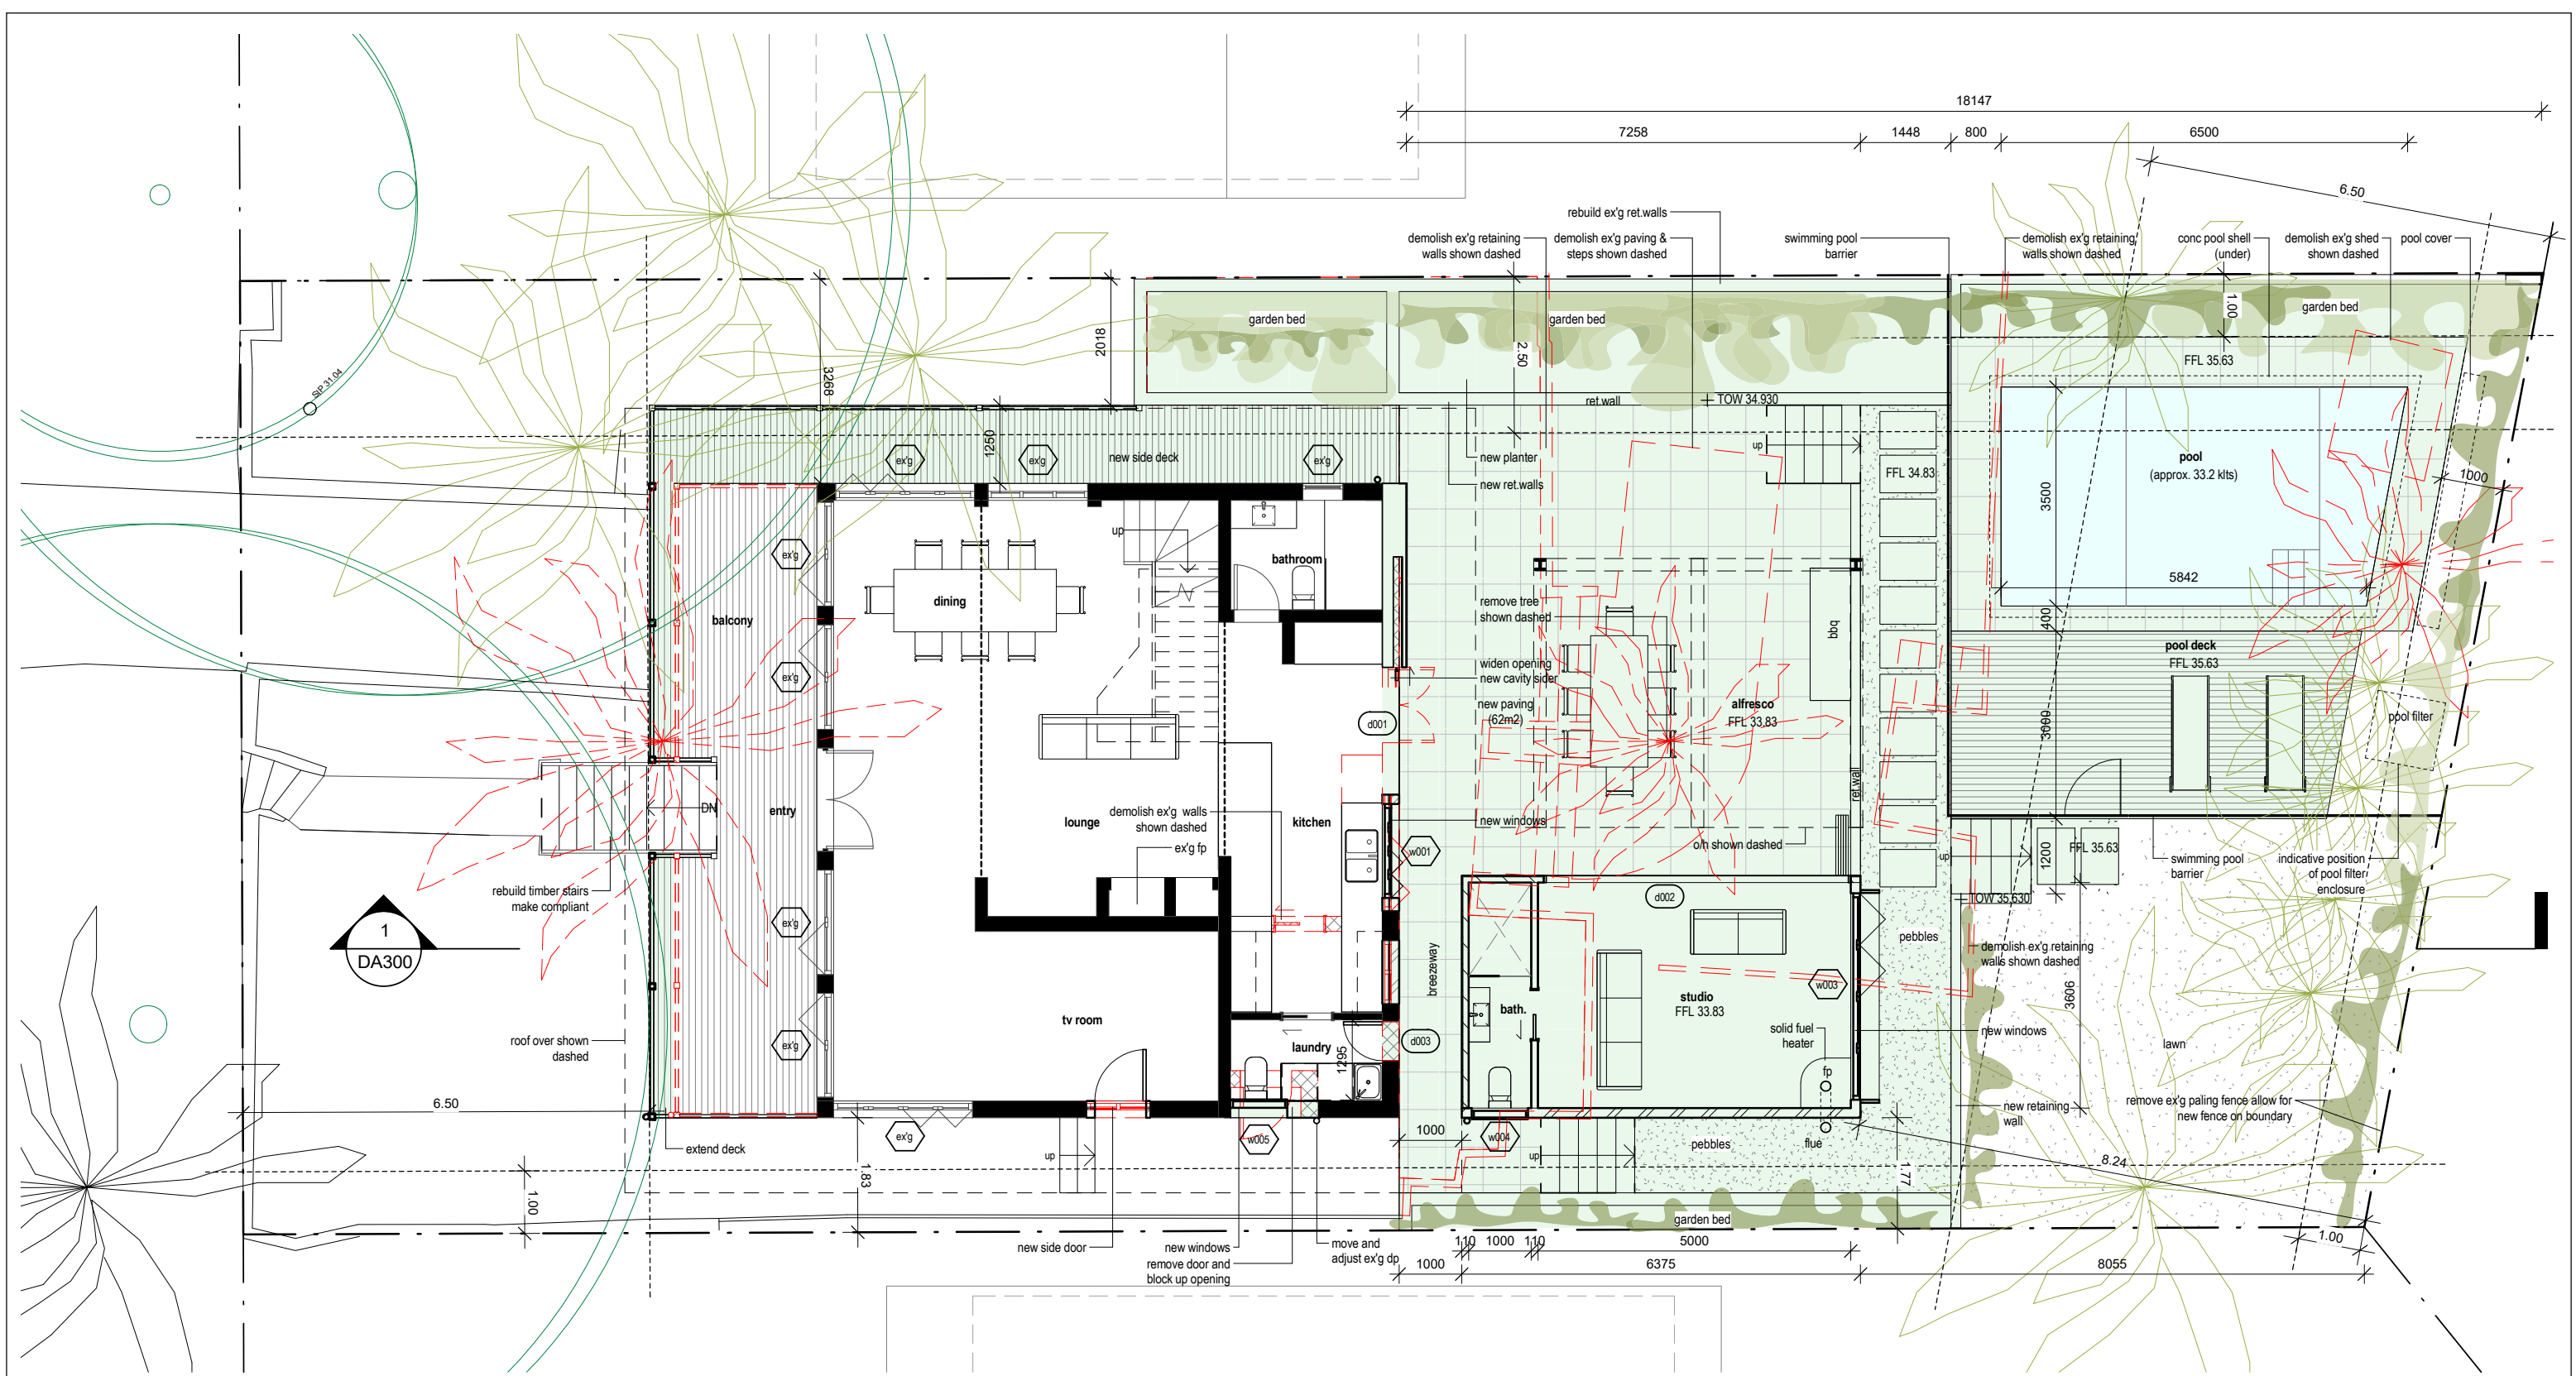 18147
7258
1448
800
6500
6.50
rebuild ex'g ret.walls
demolish ex'g retaining
walls shown dashed
demolish ex'g paving &
steps shown dashed
swimming pool
barrier
demolish ex'g retaining
walls shown dashed
conc pool shell
(under)
demolish ex'g shed
shown dashed
pool cover
garden bed
garden bed
garden bed
1.00
2018
3268
2.50
SIP 31.04
FFL 35.63
ret.wall
TOW 34.930
1250
ex'g
ex'g
ex'g
new side deck
new planter
new ret.walls
up
FFL 34.83
pool
(approx. 33.2 klts)
1000
3500
5842
400
up
bathroom
ex'g
dining
balcony
ex'g
remove tree
shown dashed
widen opening
new cavity sider
new paving
(62m2)
d001
bbq
alfresco
FFL 33.83
pool deck
FFL 35.63
3000
pool filter
ret.wall
DN
entry
lounge
demolish ex'g walls
shown dashed
ex'g fp
kitchen
new windows
w001
o/h shown dashed
up
1200
FFL 35.63
swimming pool
barrier
indicative position
of pool filter
enclosure
rebuild timber stairs
make compliant
ex'g
1
DA300
d002
TOW 35.630
pebbles
demolish ex'g retaining
walls shown dashed
breezeway
w003
studio
FFL 33.83
bath.
3606
tv room
roof over shown
dashed
ex'g
laundry
1295
d003
solid fuel
heater
fp
new windows
lawn
6.50
extend deck
ex'g
up
w005
1000
w004
up
pebbles
flue
new retaining
wall
remove ex'g paling fence allow for
new fence on boundary
1.00
1.83
1.77
8.24
garden bed
1.00
new side door
new windows
remove door and
block up opening
move and
adjust ex'g dp
110
1000
110
5000
1000
6375
8055